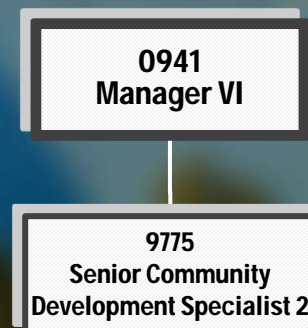 0941
Manager VI
9775
Senior Community
Development Specialist 2